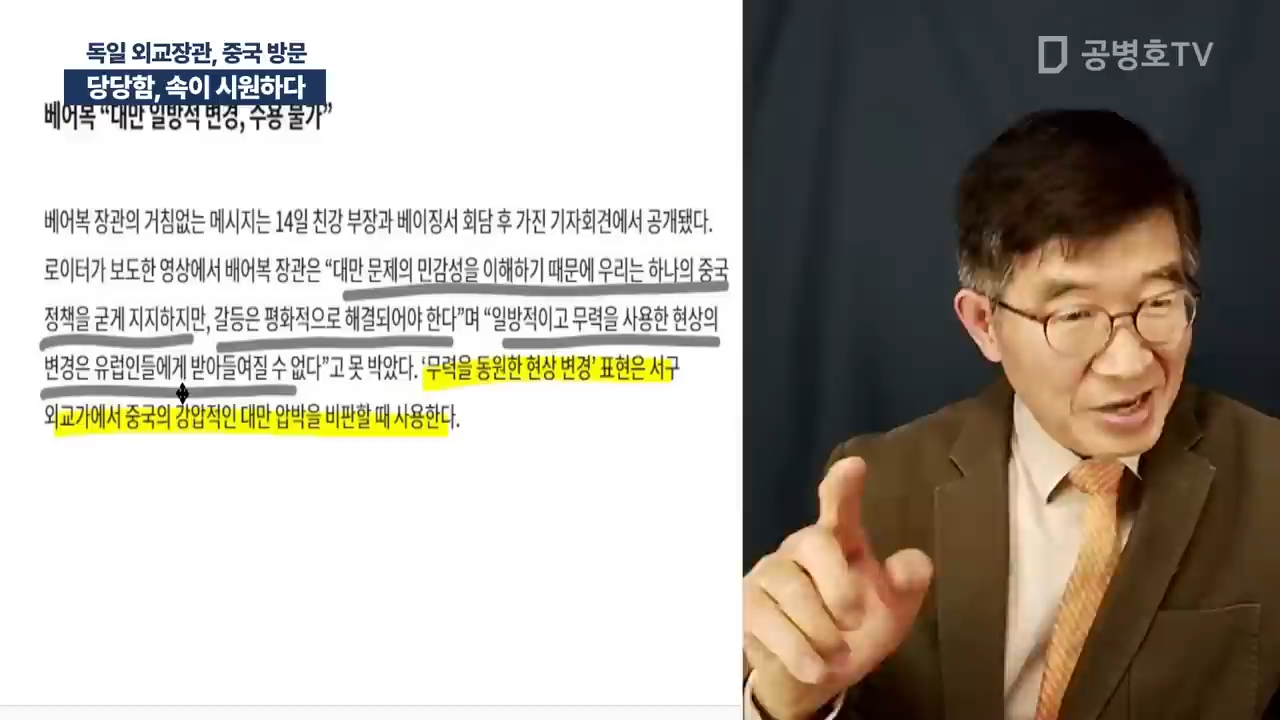 독일 외교장관, 중국 방문
당당함, 속이 시원하다
공병호TV
베어복 “대만 일방적 변경, 수용 불가”
베어복 장관의 거침없는 메시지는 14일 친강 부장과 베이징서 회담 후 가진 기자회견에서 공개됐다.
로이터가 보도한 영상에서 배어복 장관은 “대만 문제의 민감성을 이해하기 때문에 우리는 하나의 중국
정책을 굳게 지지하지만, 갈등은 평화적으로 해결되어야 한다”며 “일방적이고 무력을 사용한 현상의
변경은 유럽인들에게 받아들여질 수 없다”고 못 박았다. ‘무력을 동원한 현상 변경’ 표현은 서구
외교가에서 중국의 강압적인 대만 압박을 비판할 때 사용한다.